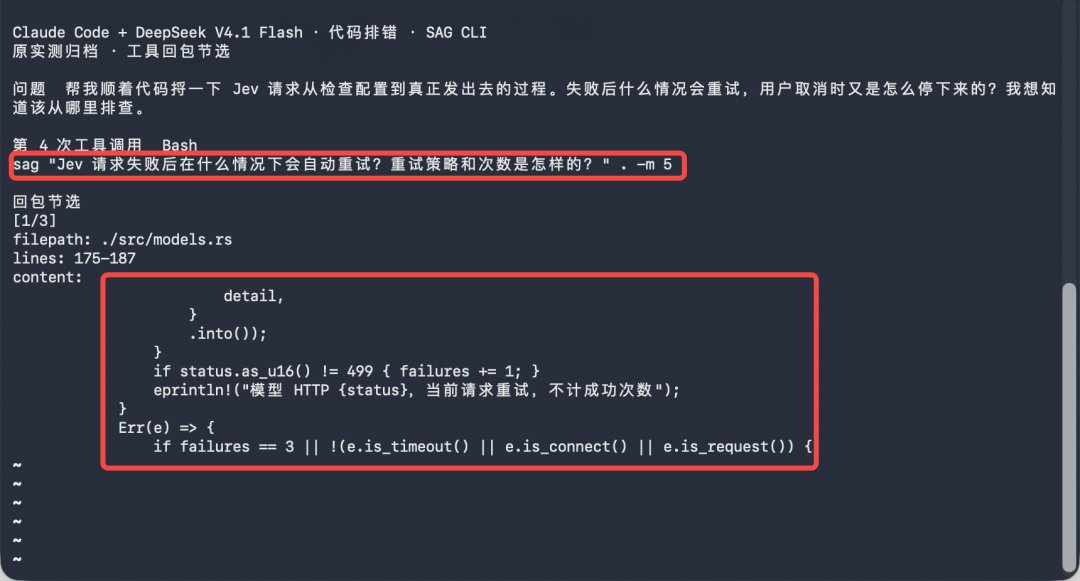 Claude Code + DeepSeek V4.1 Flash · 代码排错 · SAG CLI
原实测归档 · 工具回包节选
问题 帮我顺着代码捋一下 Jev 请求从检查配置到真正发出去的过程。失败后什么情况会重试，用户取消时又是怎么停下来的？我想知
道该从哪里排查。
第 4 次工具调用 Bash
sag "Jev 请求失败后在什么情况下会自动重试？重试策略和次数是怎样的？" . -m 5
回包节选
[1/3]
filepath: ./src/models.rs
lines: 175-187
content:
detail,
}
.into());
}
if status.as_u16() != 499 { failures += 1; }
eprintln!("模型 HTTP {status}，当前请求重试，不计成功次数");
}
Err(e) => {
if failures == 3 || !(e.is_timeout() || e.is_connect() || e.is_request()) {
~
~
~
~
~
~